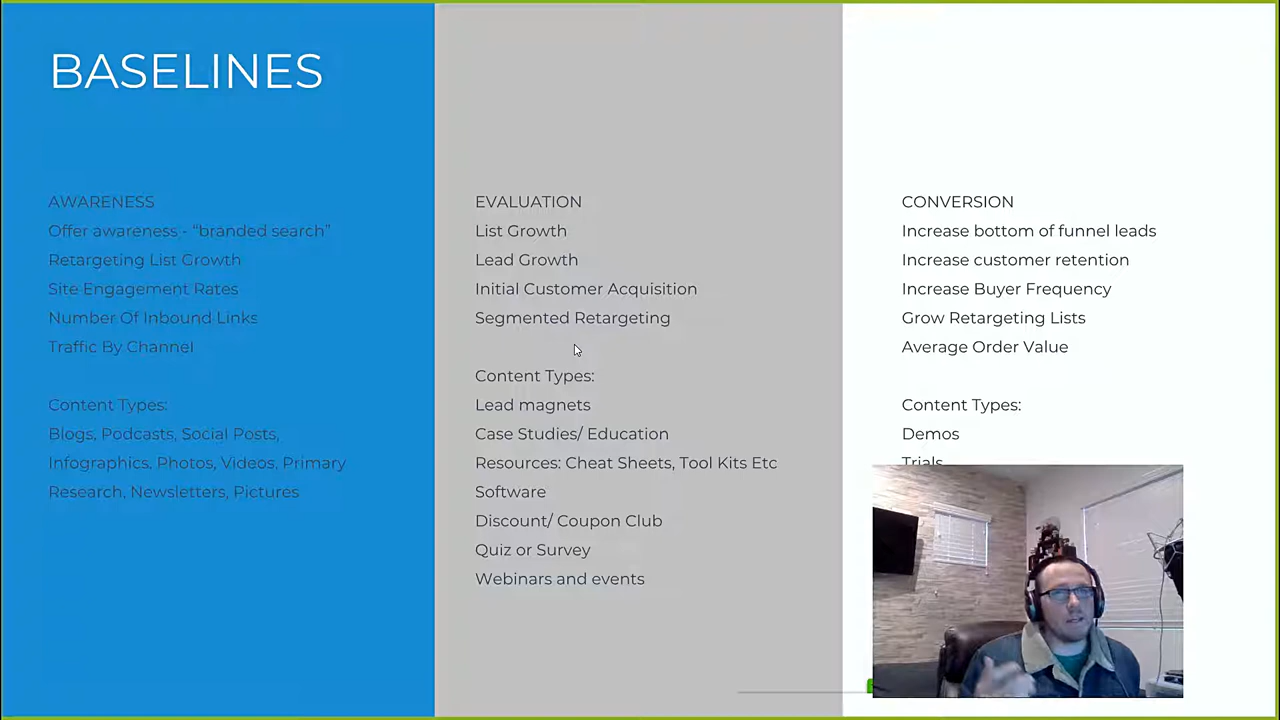 BASELINES
AWARENESS
Offer awareness - “branded search”
Retargeting List Growth
Site Engagement Rates
Number Of Inbound Links
Traffic By Channel
Content Types:
Blogs, Podcasts, Social Posts,
Infographics, Photos, Videos, Primary
Research, Newsletters, Pictures
EVALUATION
List Growth
Lead Growth
Initial Customer Acquisition
Segmented Retargeting
Content Types:
Lead magnets
Case Studies/ Education
Resources: Cheat Sheets, Tool Kits Etc
Software
Discount/ Coupon Club
Quiz or Survey
Webinars and events
CONVERSION
Increase bottom of funnel leads
Increase customer retention
Increase Buyer Frequency
Grow Retargeting Lists
Average Order Value
Content Types:
Demos
Trials